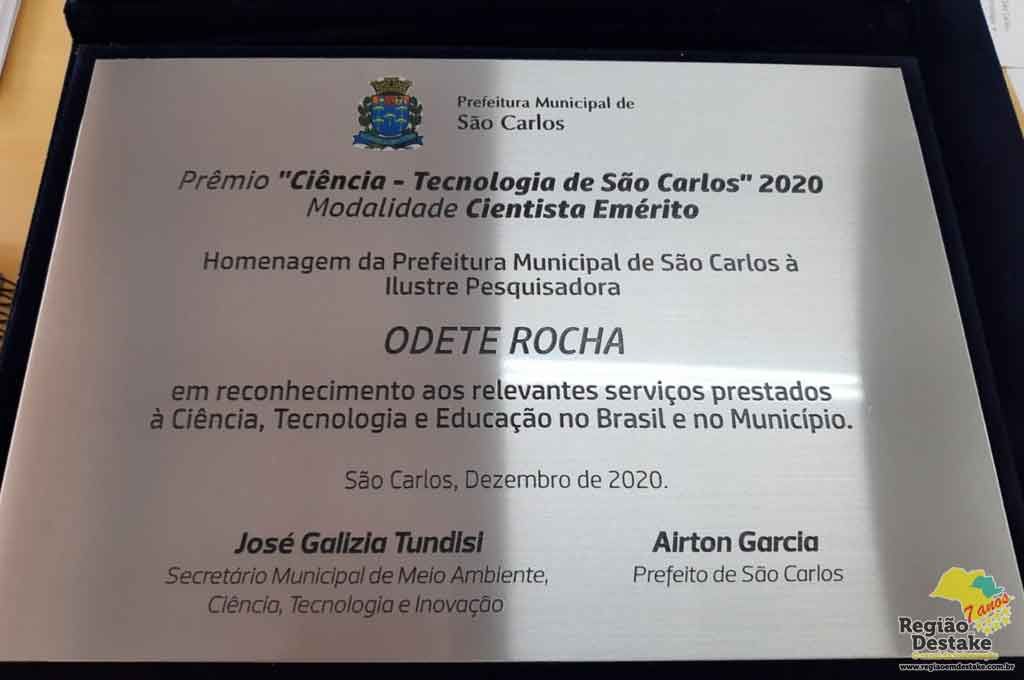 Prefeitura Municipal de
São Carlos
Prêmio "Ciência - Tecnologia de São Carlos" 2020
Modalidade Cientista Emérito
Homenagem da Prefeitura Municipal de São Carlos à
Ilustre Pesquisadora
ODETE ROCHA
em reconhecimento aos relevantes serviços prestados
à Ciência, Tecnologia e Educação no Brasil e no Município.
São Carlos, Dezembro de 2020.
José Galizia Tundisi
Secretário Municipal de Meio Ambiente,
Ciência, Tecnologia e Inovação
Airton Garcia
Prefeito de São Carlos
7 anos
Região
Destake
www.regiaoemdestake.com.br